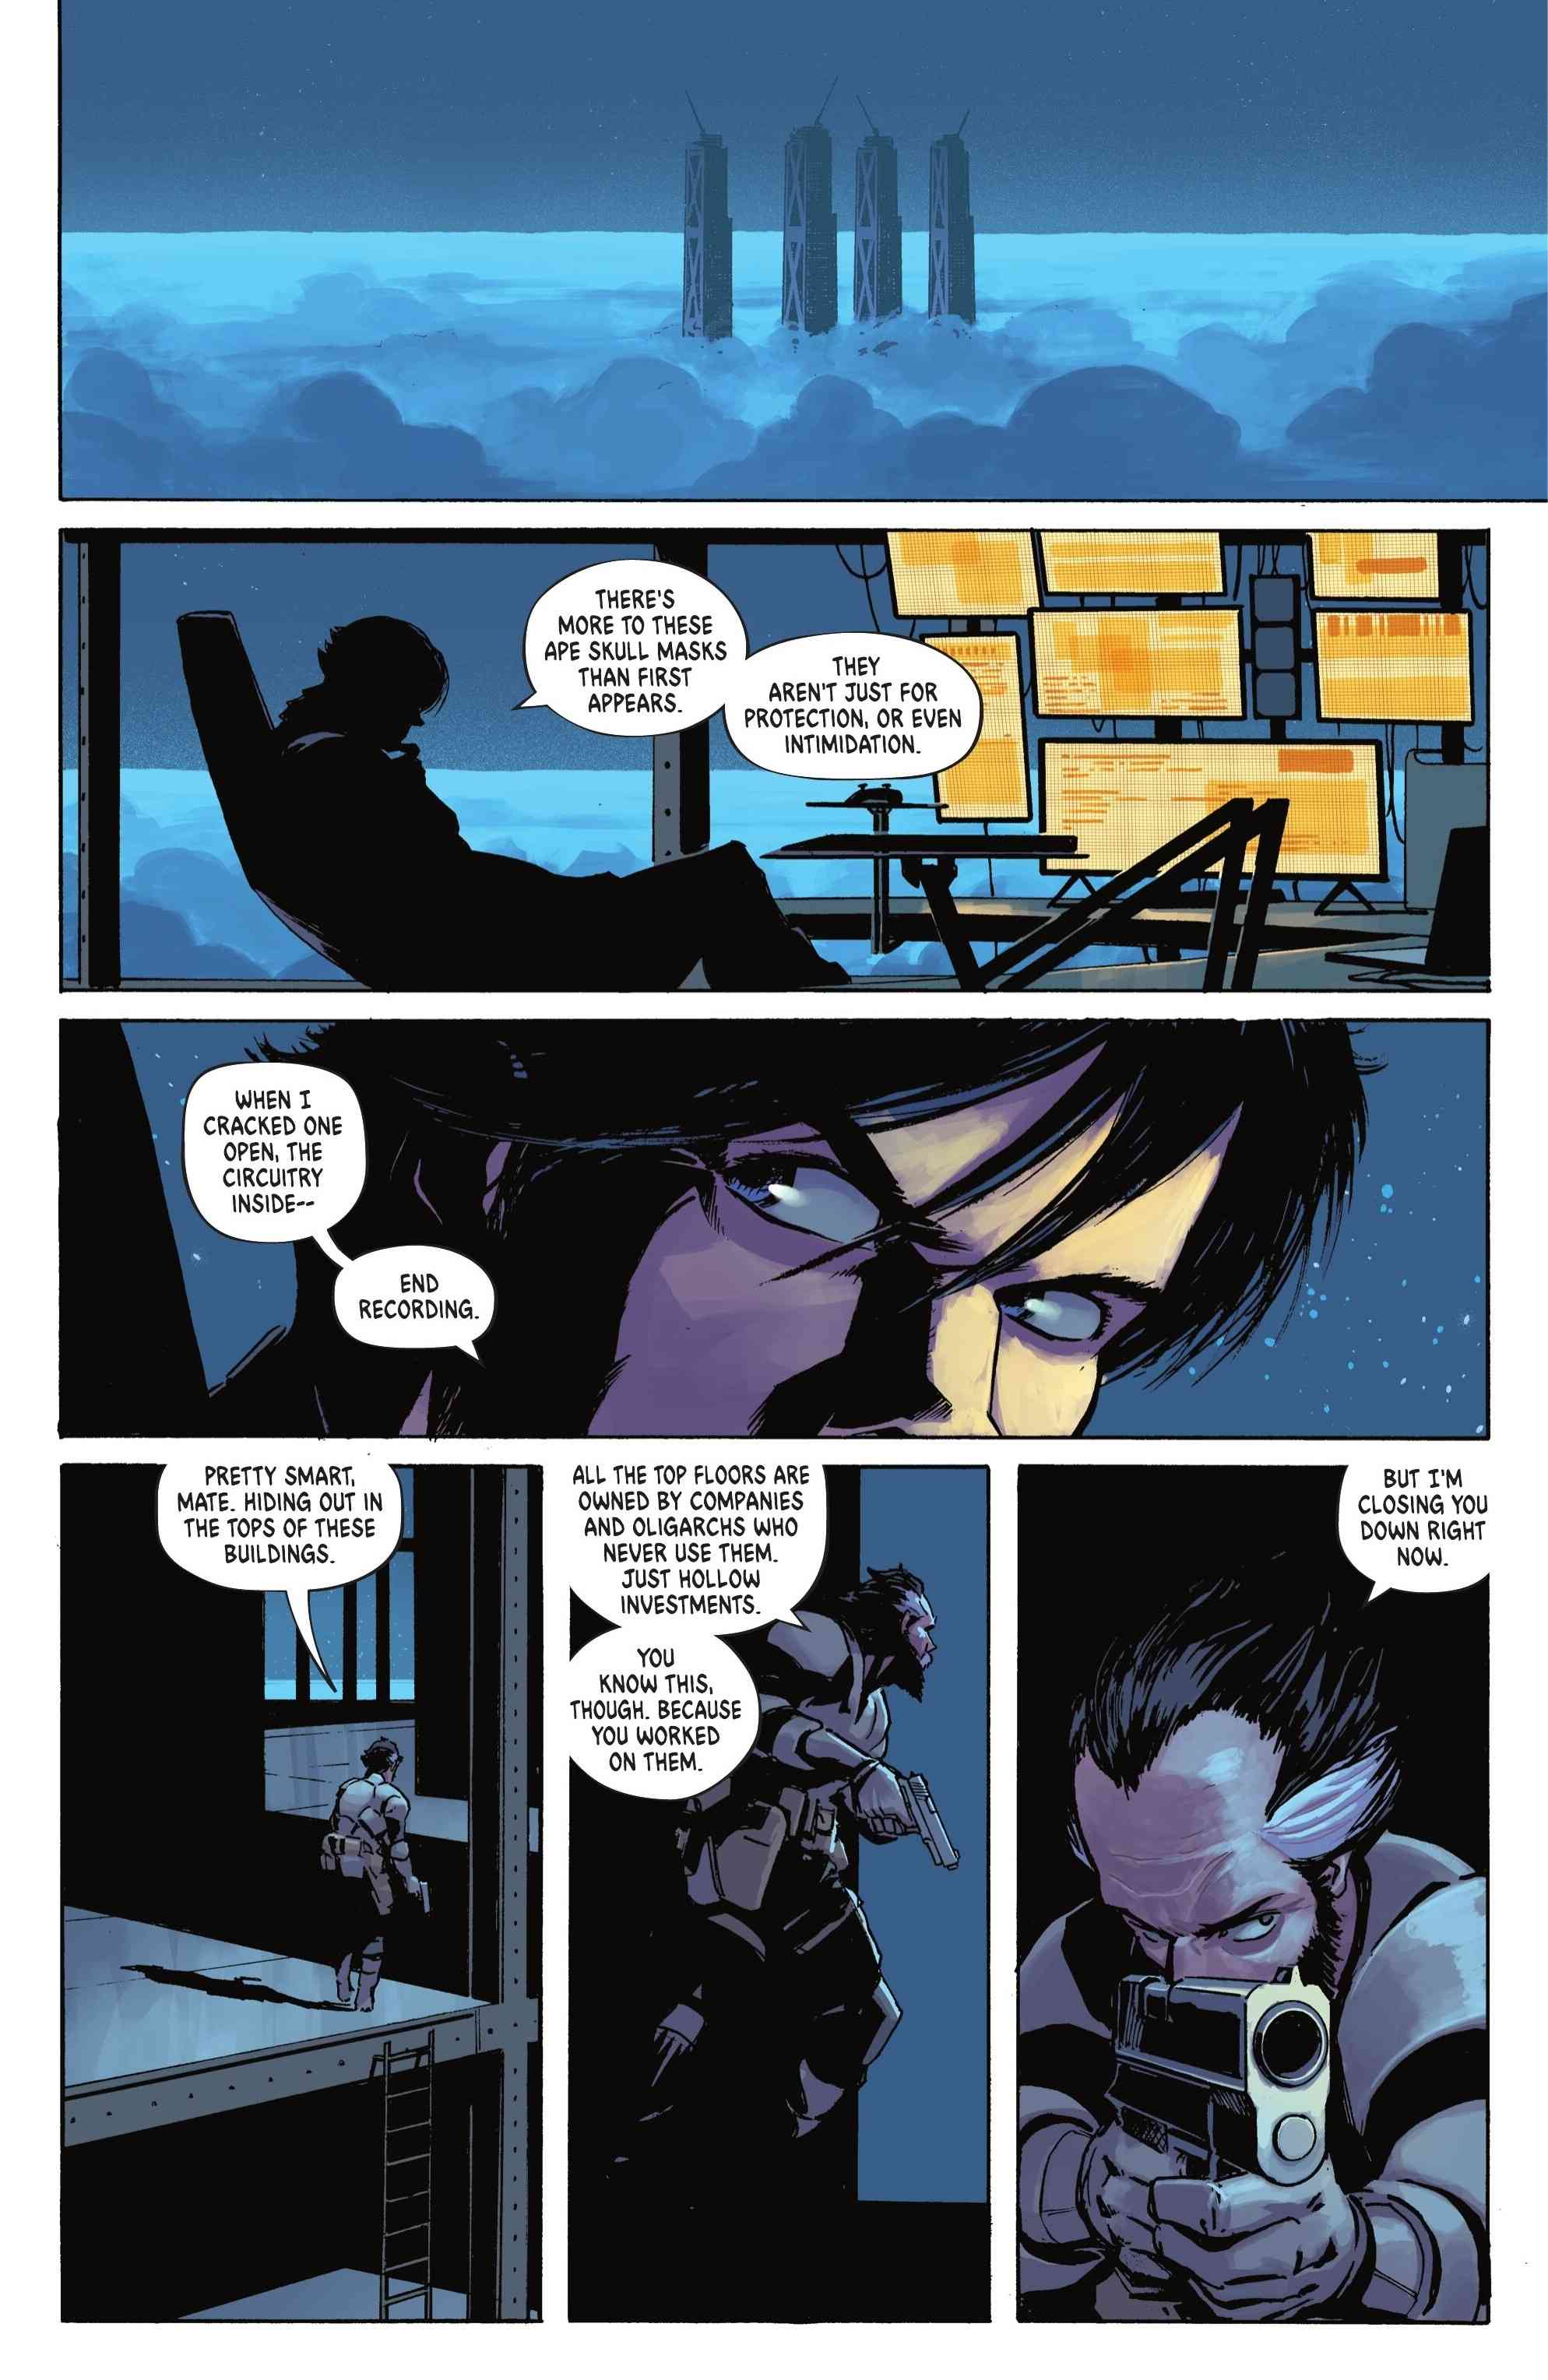 THERE'S
MORE TO THESE
APE SKULL MASKS
THAN FIRST
APPEARS.
THEY
AREN'T JUST FOR
PROTECTION, OR EVEN
INTIMIDATION.
WHEN I
CRACKED ONE
OPEN, THE
CIRCUITRY
INSIDE--
END
RECORDING.
PRETTY SMART,
MATE. HIDING OUT IN
THE TOPS OF THESE
BUILDINGS.
ALL THE TOP FLOORS ARE
OWNED BY COMPANIES
AND OLIGARCHS WHO
NEVER USE THEM.
JUST HOLLOW
INVESTMENTS.
YOU
KNOW THIS,
THOUGH. BECAUSE
YOU WORKED
ON THEM.
BUT I'M
CLOSING YOU
DOWN RIGHT
NOW.